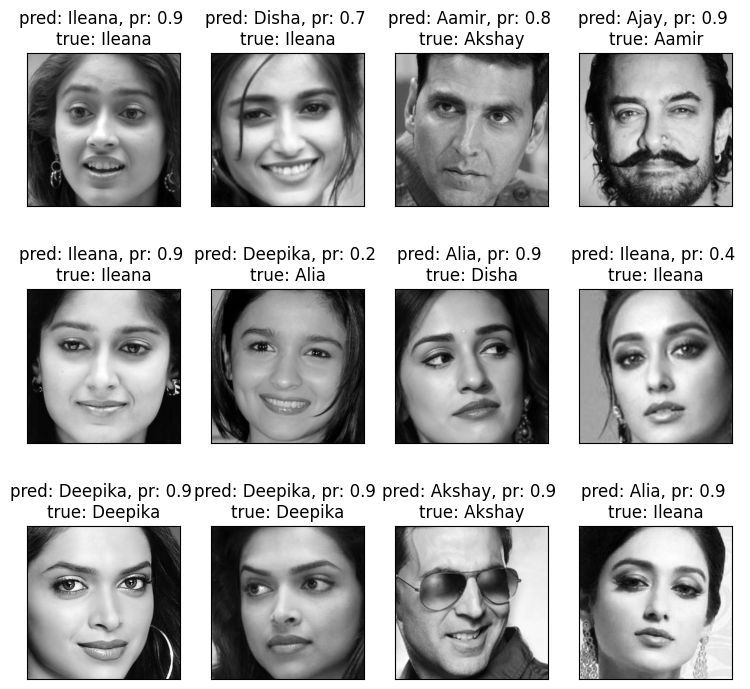 pred: Ileana, pr: 0.9
true: Ileana
pred: Disha, pr: 0.7
true: Ileana
pred: Aamir, pr: 0.8
true: Akshay
pred: Ajay, pr: 0.9
true: Aamir
pred: Ileana, pr: 0.9
true: Ileana
pred: Deepika, pr: 0.2
true: Alia
pred: Alia, pr: 0.9
true: Disha
pred: Ileana, pr: 0.4
true: Ileana
pred: Deepika, pr: 0.9
true: Deepika
pred: Deepika, pr: 0.9
true: Deepika
pred: Akshay, pr: 0.9
true: Akshay
pred: Alia, pr: 0.9
true: Ileana